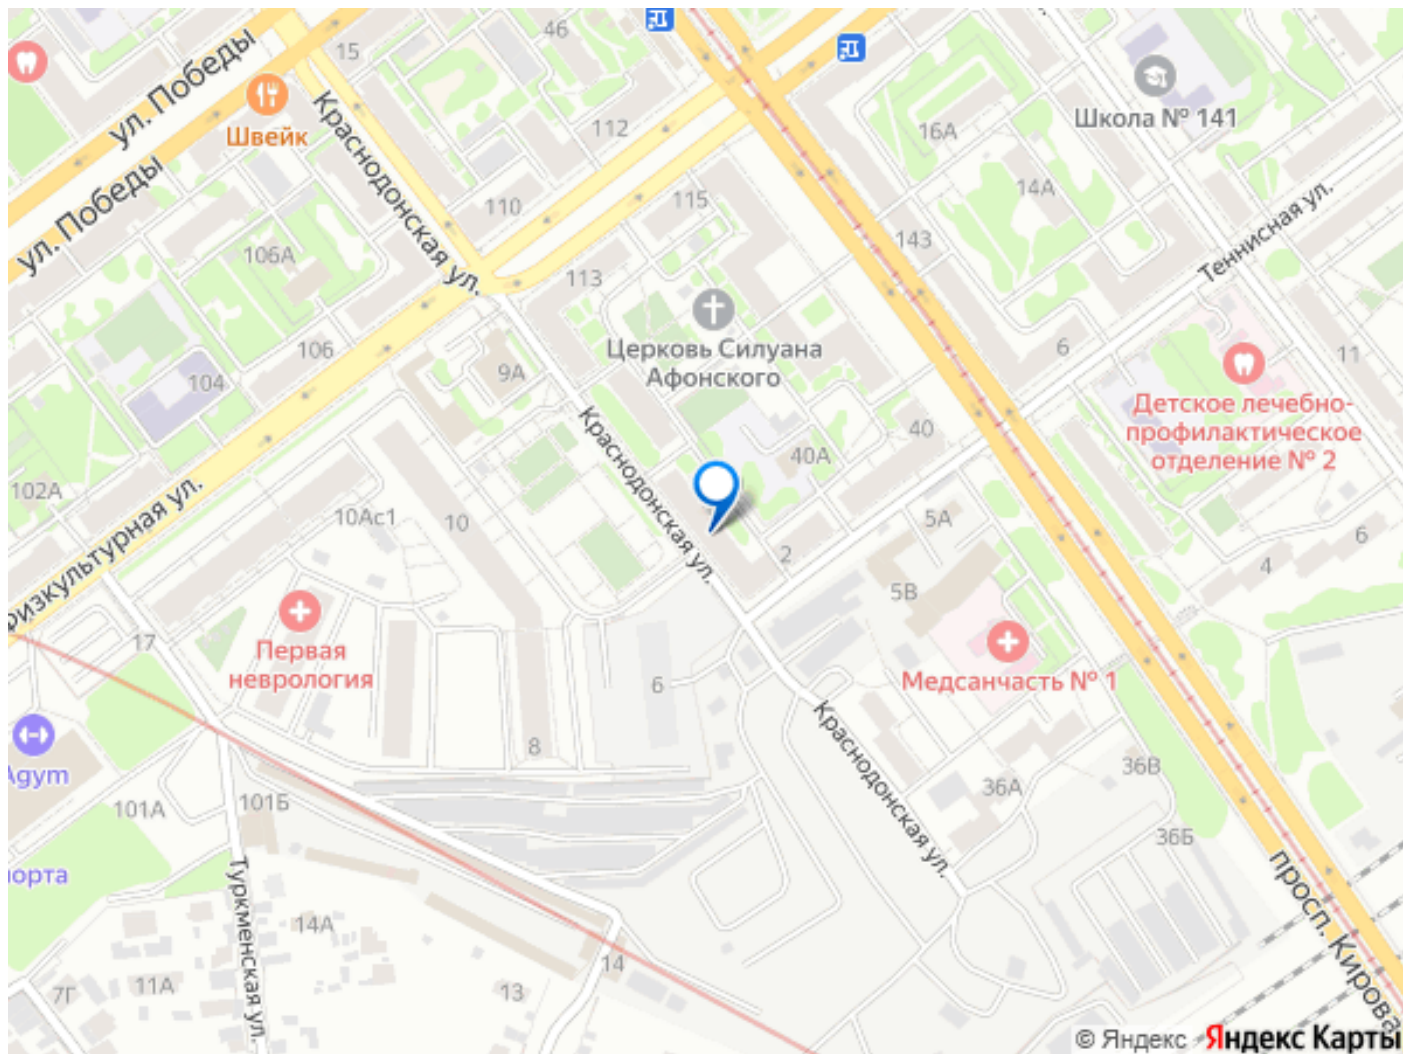 46
15
ул. Победы
Швейк
112
Школа № 141
16А
ул. Победы
Краснодонская ул.
110
115
14А
Теннисная ул.
143
106А
113
Церковь Силуана
Афонского
106
9А
104
6
11
Детское лечебно-
профилактическое
отделение № 2
40
40А
Краснодонская ул.
102А
10Ас1
10
5А
2
6
4
5В
физкультурная ул.
17
Первая
неврология
6
Медсанчасть № 1
Краснодонская ул.
8
Agym
101А
101Б
36А
36В
36Б
порта
Туркменская ул.
14А
просп. Кирова
14
7Г
11А
13
© Яндекс
Яндекс Карты